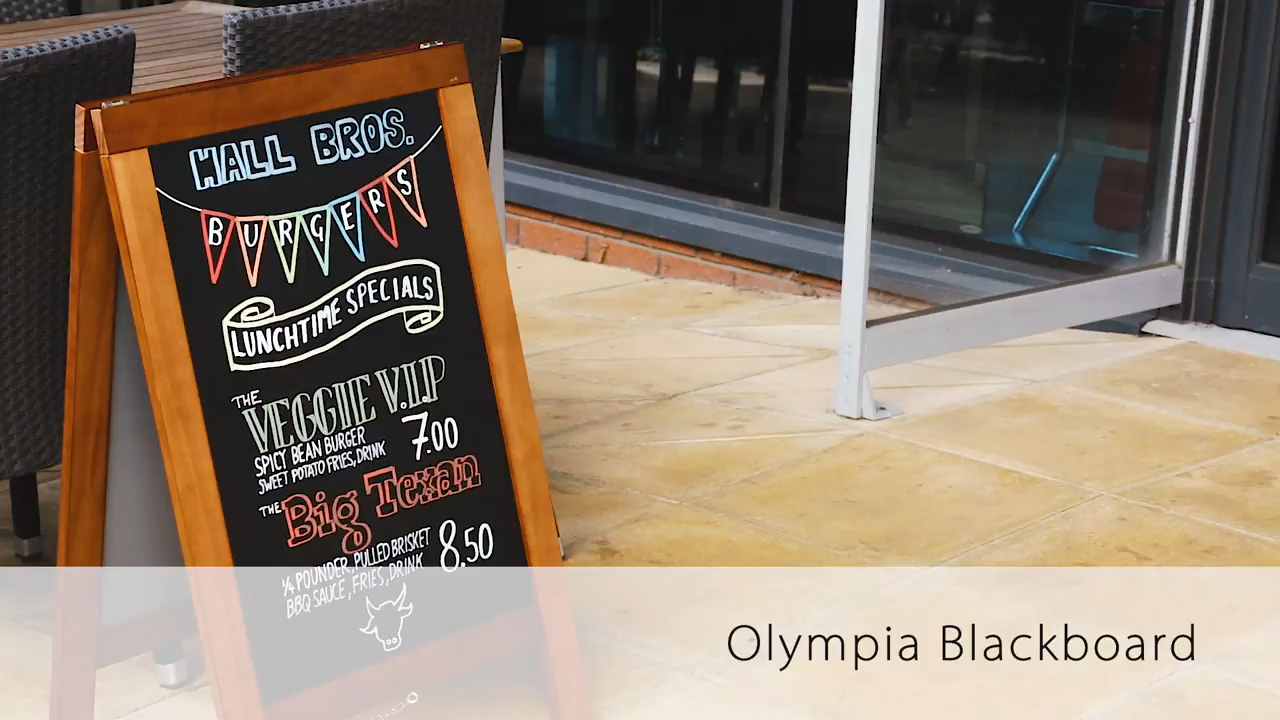 HALL BROS.
BURGERS
LUNCHTIME SPECIALS
THE
VEGGIE V.I.P
SPICY BEAN BURGER
SWEET POTATO FRIES, DRINK
7.00
THE Big Texan
¼ POUNDER, PULLED BRISKET
BBQ SAUCE, FRIES, DRINK
8.50
Olympia Blackboard